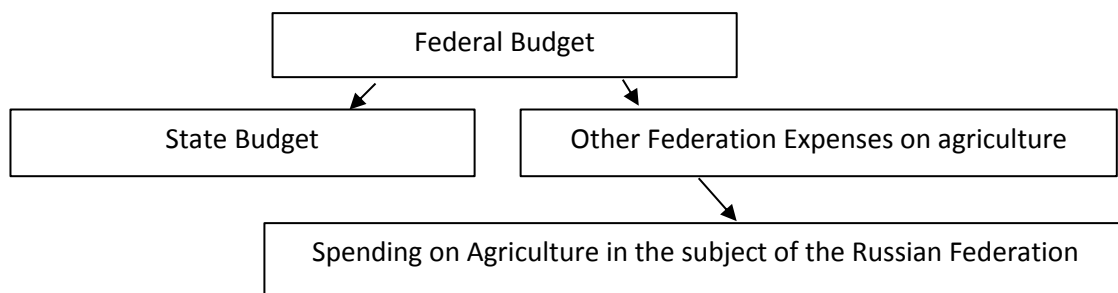 Federal Budget
State Budget
Other Federation Expenses on agriculture
Spending on Agriculture in the subject of the Russian Federation